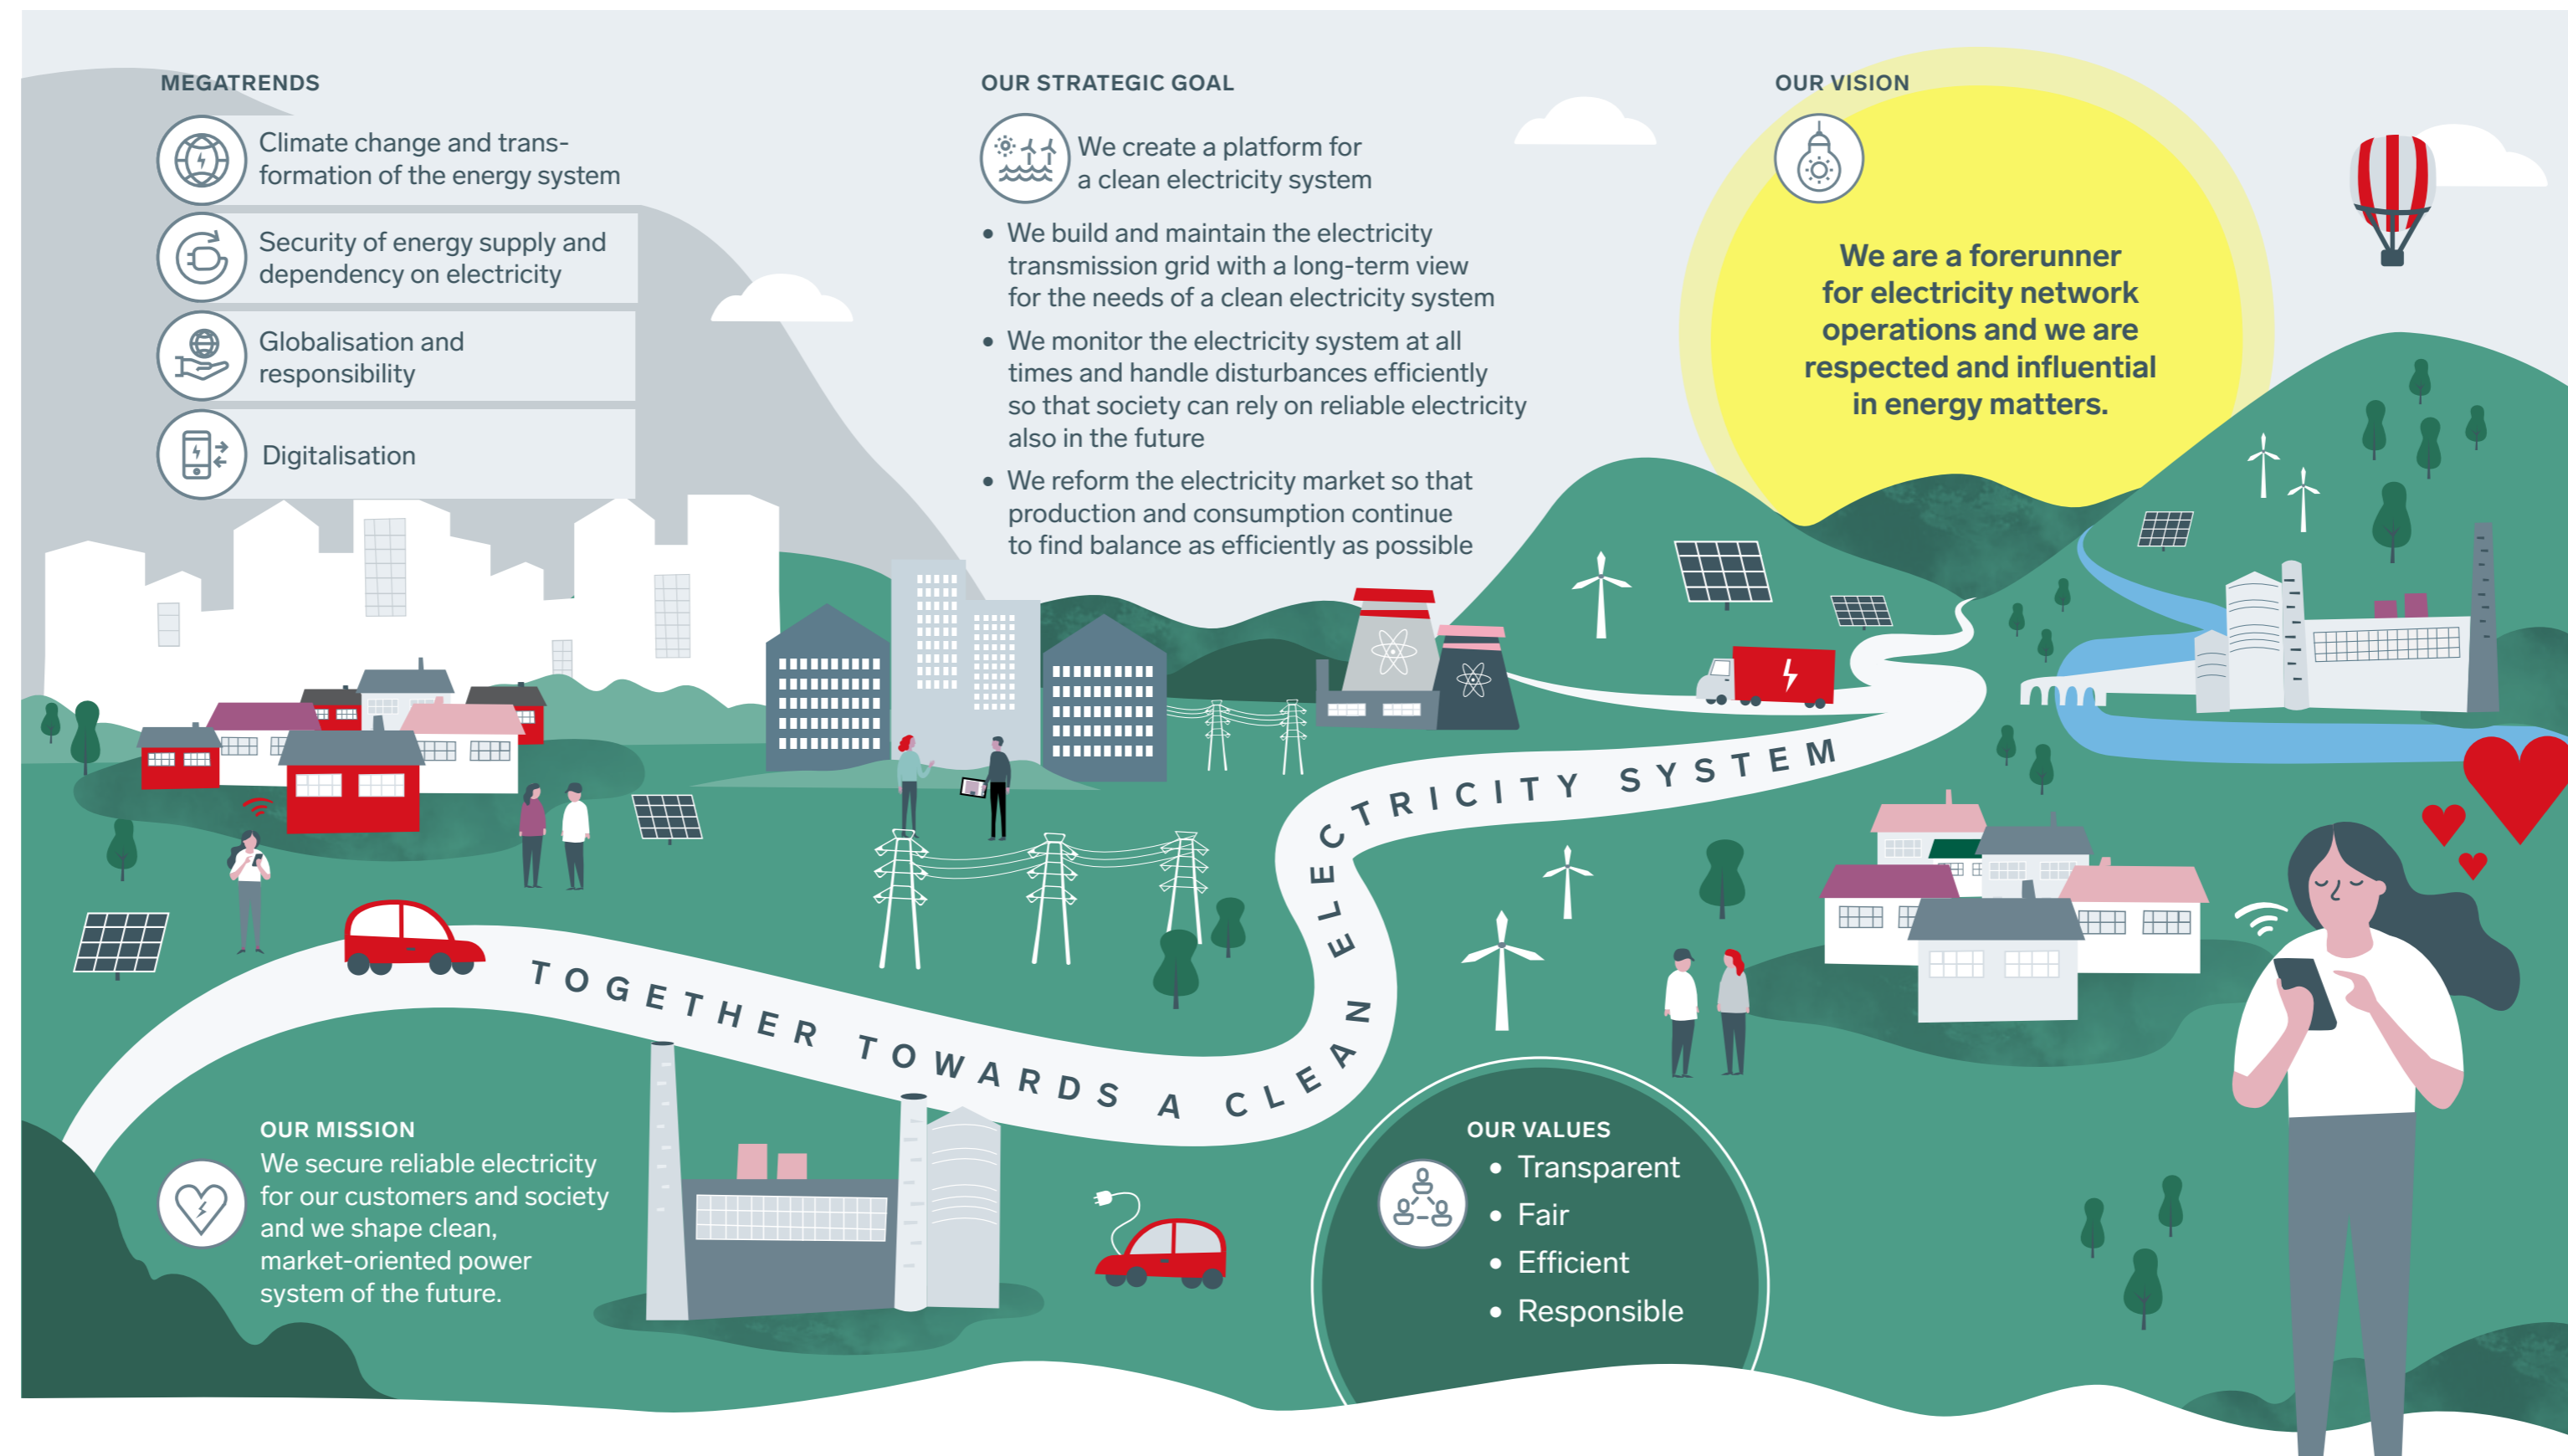 MEGATRENDS
Climate change and trans-
formation of the energy system
Security of energy supply and
dependency on electricity
Globalisation and
responsibility
Digitalisation
OUR STRATEGIC GOAL
We create a platform for
a clean electricity system
• We build and maintain the electricity
transmission grid with a long-term view
for the needs of a clean electricity system
• We monitor the electricity system at all
times and handle disturbances efficiently
so that society can rely on reliable electricity
also in the future
• We reform the electricity market so that
production and consumption continue
to find balance as efficiently as possible
OUR VISION
We are a forerunner
for electricity network
operations and we are
respected and influential
in energy matters.
TOGETHER TOWARDS A CLEAN ELECTRICITY SYSTEM
OUR MISSION
We secure reliable electricity
for our customers and society
and we shape clean,
market-oriented power
system of the future.
OUR VALUES
• Transparent
• Fair
• Efficient
• Responsible